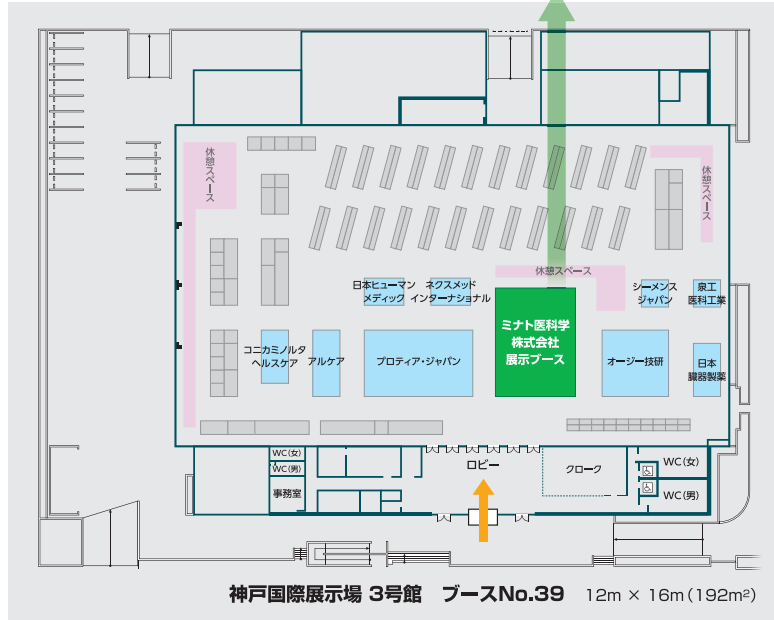 休憩スペース
休憩スペース
休憩スペース
日本ヒューマン
メディック
ネクスメッド
インターナショナル
シーメンス
ジャパン
泉工
医科工業
ミナト医科学
株式会社
展示ブース
コニカミノルタ
ヘルスケア
アルケア
プロティア・ジャパン
オージー技研
日本
臓器製薬
WC(女)
WC(男)
事務室
ロビー
クローク
WC(女)
WC(男)
神戸国際展示場 3号館 ブースNo.39 12m × 16m(192m²)